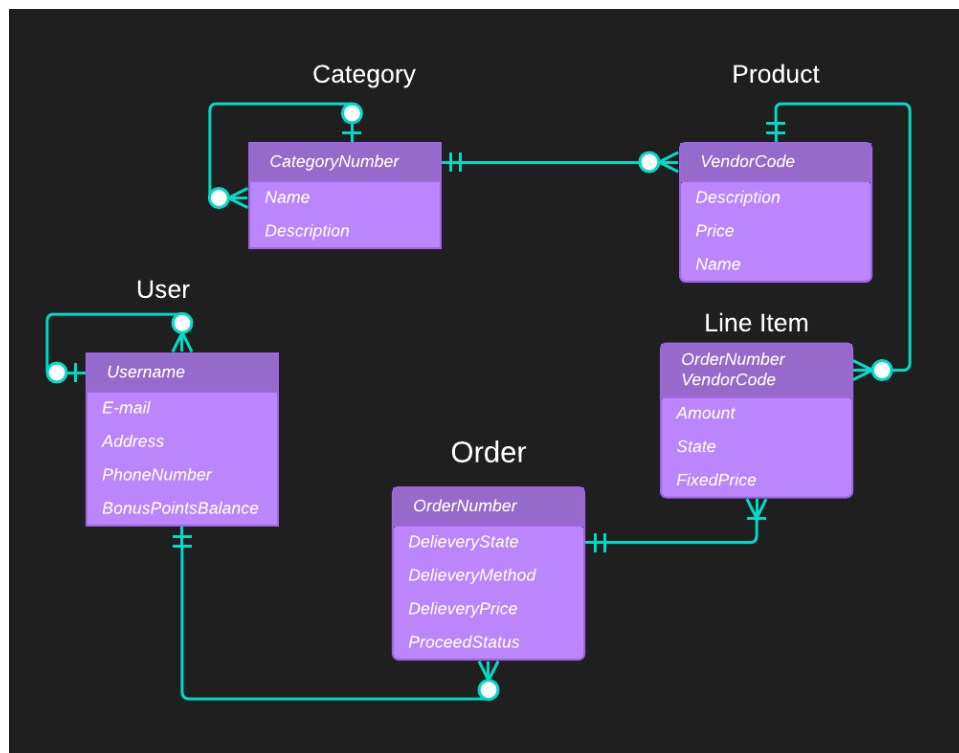 Category
CategoryNumber
Name
Description
Product
VendorCode
Description
Price
Name
User
Username
E-mail
Address
PhoneNumber
BonusPointsBalance
Line Item
OrderNumber
VendorCode
Amount
State
FixedPrice
Order
OrderNumber
DelieveryState
DelieveryMethod
DelieveryPrice
ProceedStatus